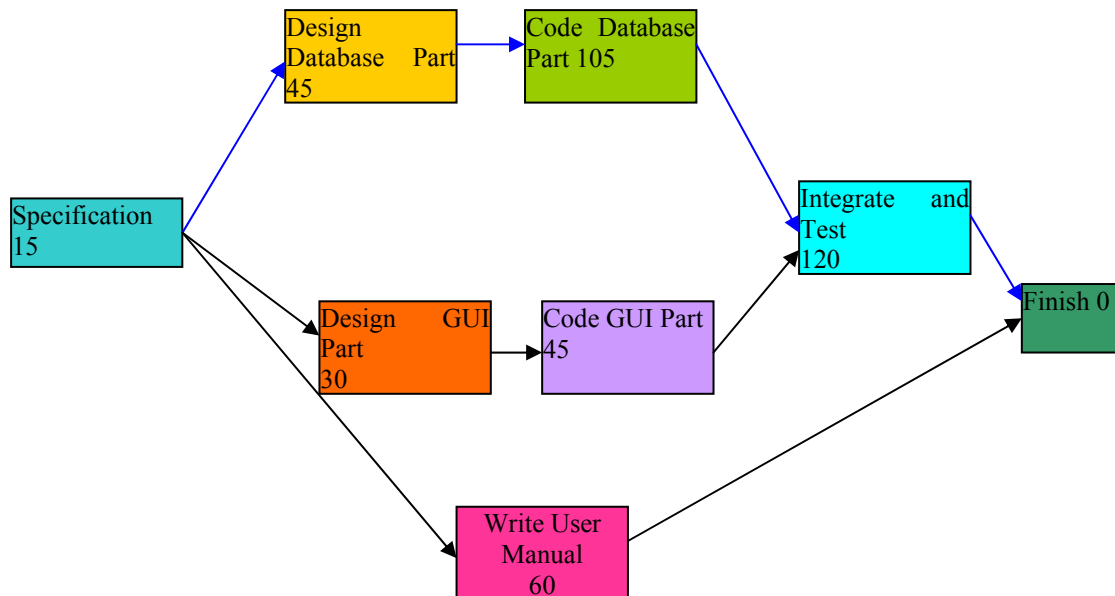 Design
Database Part
45
Code Database
Part 105
Specification
15
Integrate and
Test
120
Finish 0
Design GUI
Part
30
Code GUI Part
45
Write User
Manual
60